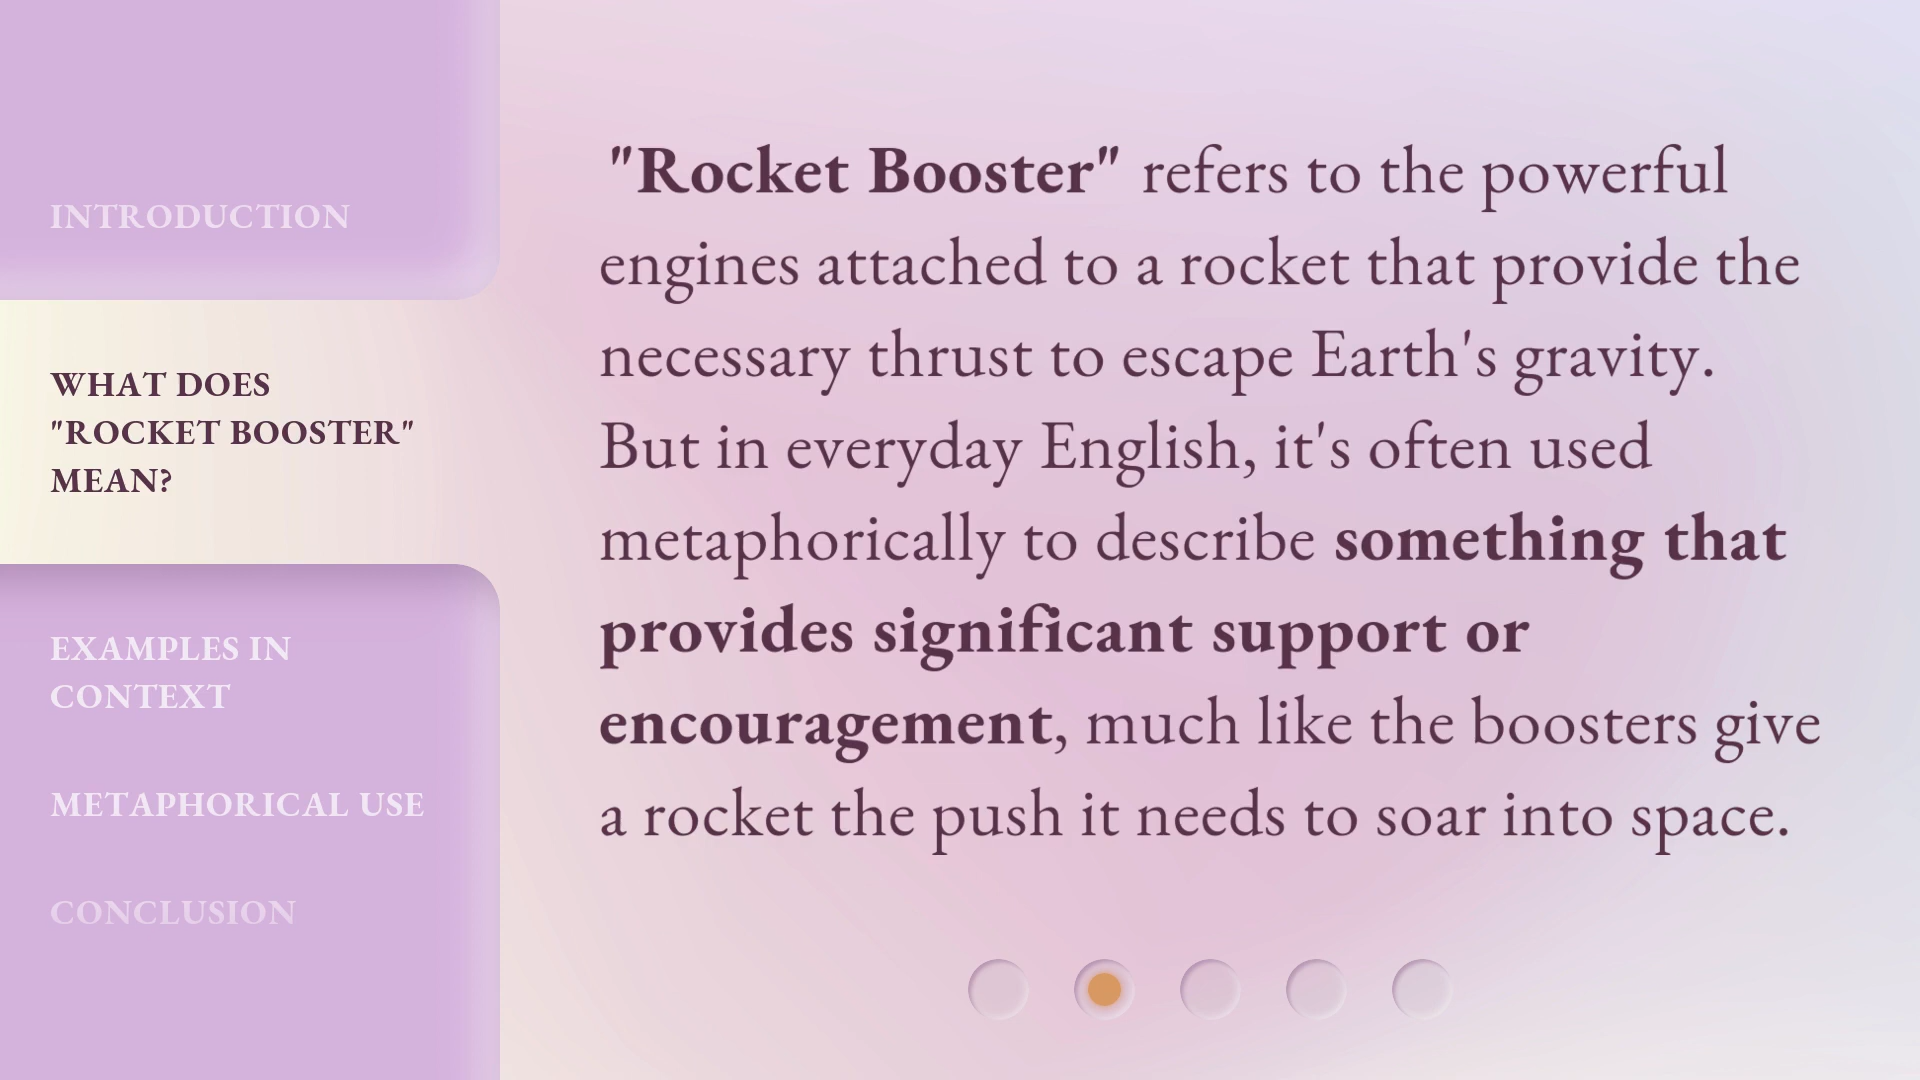 INTRODUCTION
WHAT DOES
"ROCKET BOOSTER"
MEAN?
EXAMPLES IN
CONTEXT
METAPHORICAL USE
CONCLUSION
"Rocket Booster" refers to the powerful
engines attached to a rocket that provide the
necessary thrust to escape Earth's gravity.
But in everyday English, it's often used
metaphorically to describe something that
provides significant support or
encouragement, much like the boosters give
a rocket the push it needs to soar into space.